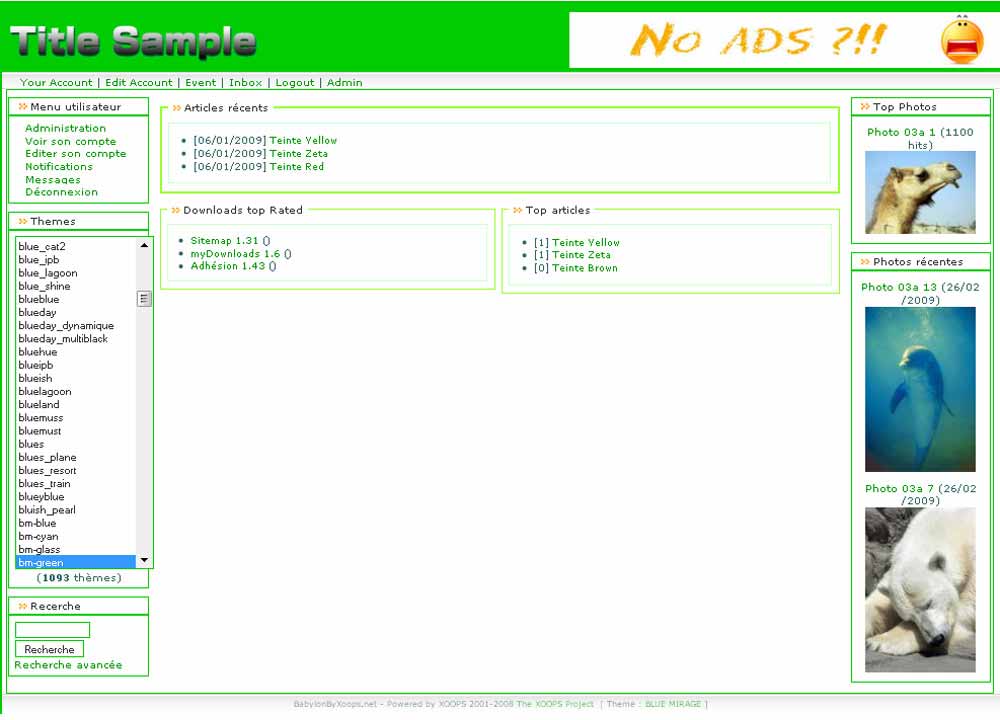 Title Sample
No ADS ?!!
Your Account | Edit Account | Event | Inbox | Logout | Admin
Menu utilisateur
Administration
Voir son compte
Editer son compte
Notifications
Messages
Déconnexion
Themes
blue_cat2
blue_ipb
blue_lagoon
blue_shine
blueblue
blueday
blueday_dynamique
blueday_multiblack
bluehue
blueipb
blueish
bluelagoon
blueland
bluemuss
bluemust
blues
blues_plane
blues_resort
blues_train
blueyblue
bluish_pearl
bm-blue
bm-cyan
bm-glass
bm-green
(1093 thèmes)
Recerche
Recherche
Recherche avancée
Articles récents
[06/01/2009] Teinte Yellow
[06/01/2009] Teinte Zeta
[06/01/2009] Teinte Red
Downloads top Rated
Sitemap 1.31 ()
myDownloads 1.6 ()
Adhésion 1.43 ()
Top articles
[1] Teinte Yellow
[1] Teinte Zeta
[0] Teinte Brown
Top Photos
Photo 03a 1 (1100
hits)
Photos récentes
Photo 03a 13 (26/02
/2009)
Photo 03a 7 (26/02
/2009)
BabylonByXoops.net - Powered by XOOPS 2001-2008 The XOOPS Project [ Theme : BLUE MIRAGE ]